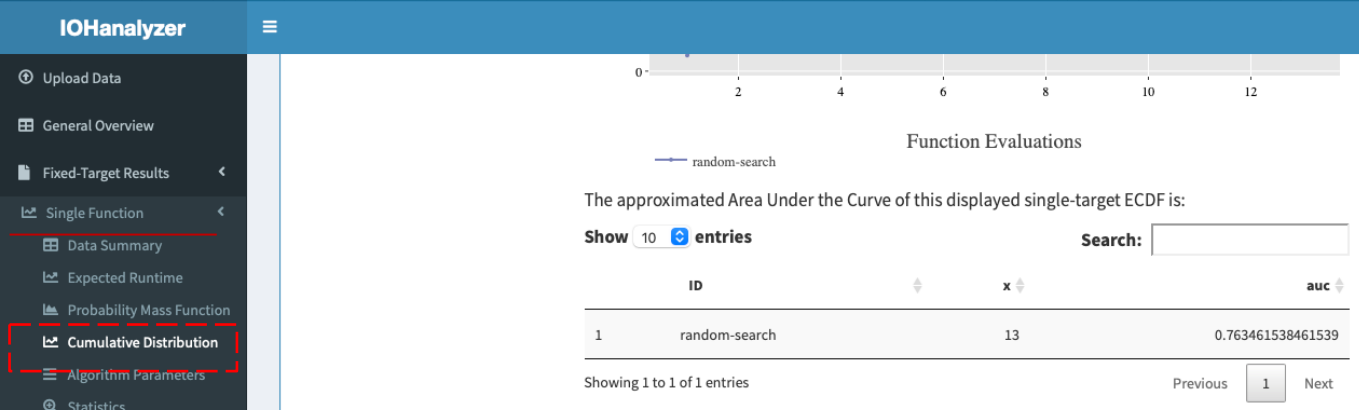 IOHanalyzer
Upload Data
General Overview
Fixed-Target Results
Single Function
Data Summary
Expected Runtime
Probability Mass Function
Cumulative Distribution
Algorithm Parameters
Statistics
0
2 4 6 8 10 12
Function Evaluations
random-search
The approximated Area Under the Curve of this displayed single-target ECDF is:
Show 10 entries Search:
ID x auc
1 random-search 13 0.763461538461539
Showing 1 to 1 of 1 entries Previous 1 Next